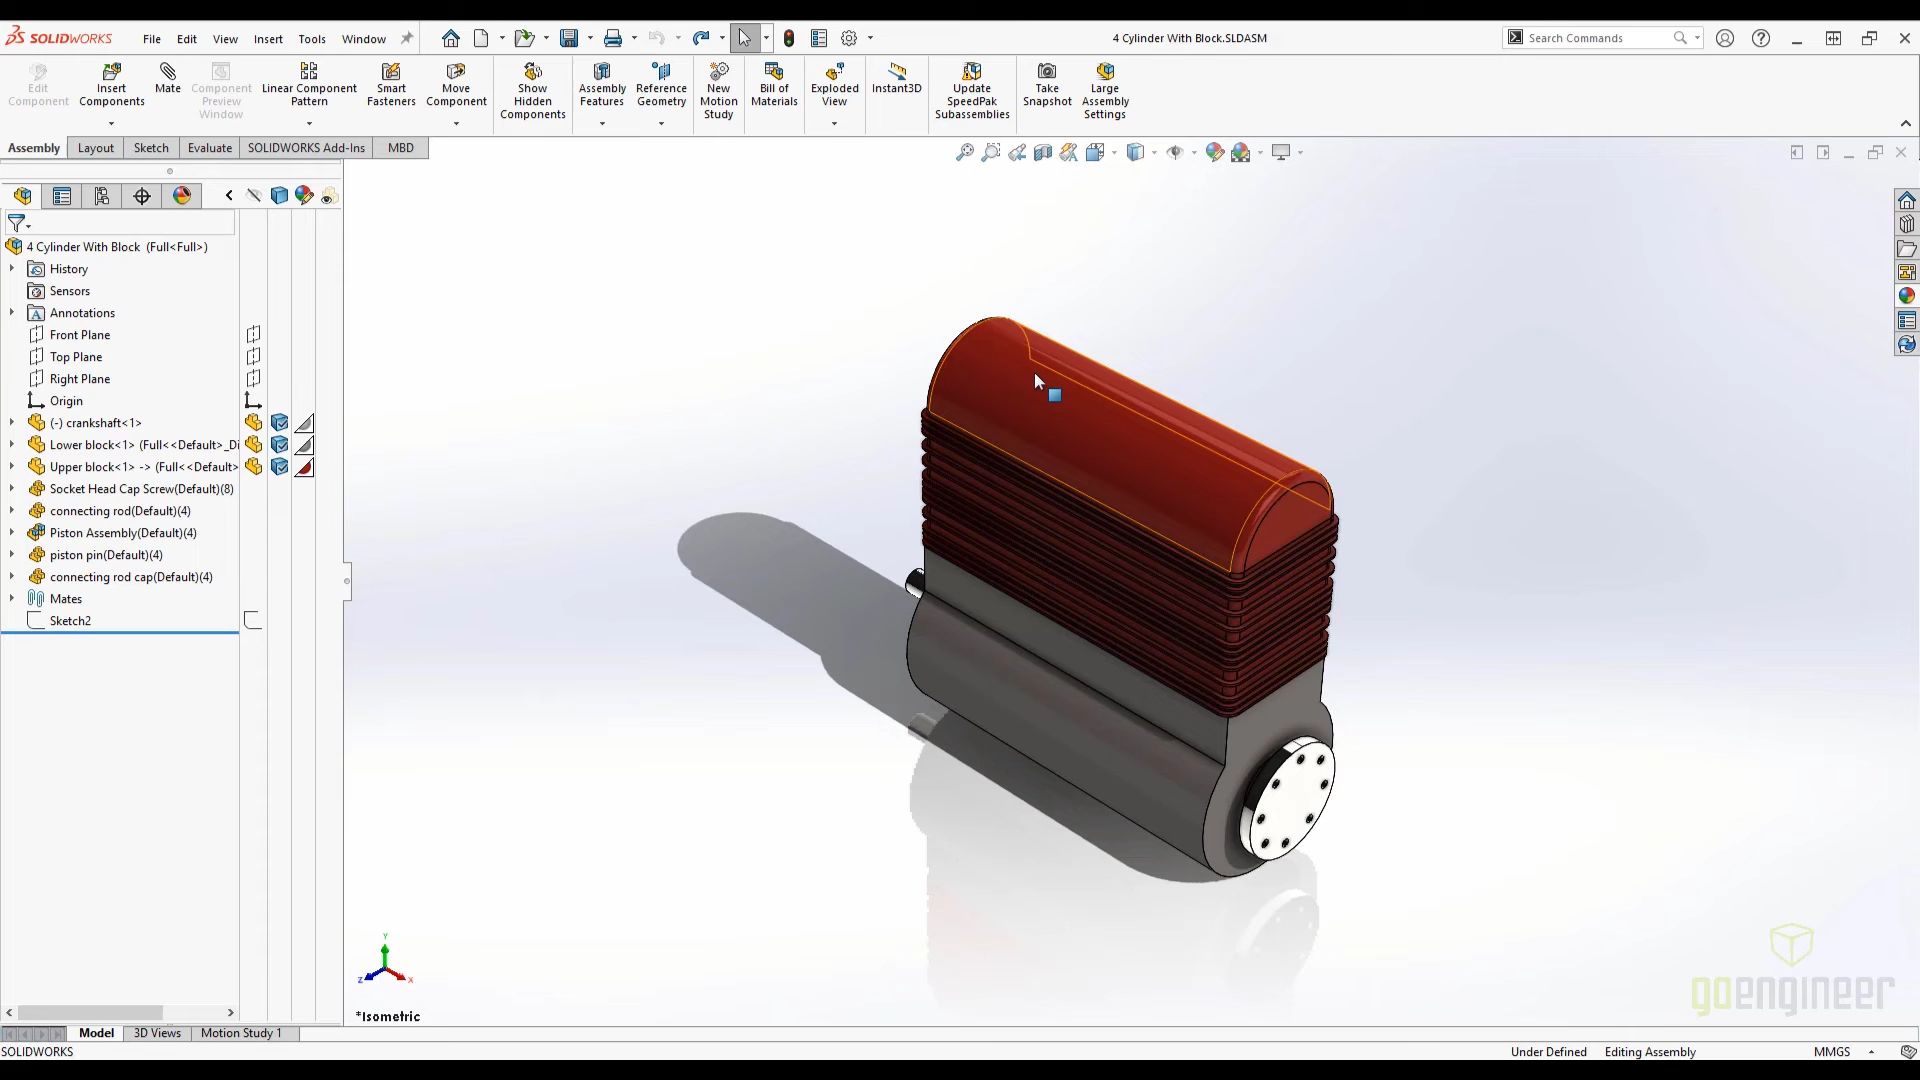 SOLIDWORKS File Edit View Insert Tools Window 4 Cylinder With Block.SLDASM Search Commands
Edit Component
Insert Components
Mate
Component Preview Window
Linear Component Pattern
Smart Fasteners
Move Component
Show Hidden Components
Assembly Features
Reference Geometry
New Motion Study
Bill of Materials
Exploded View
Instant3D
Update SpeedPak Subassemblies
Take Snapshot
Large Assembly Settings
Assembly Layout Sketch Evaluate SOLIDWORKS Add-Ins MBD
4 Cylinder With Block (Full<Full>)
History
Sensors
Annotations
Front Plane
Top Plane
Right Plane
Origin
(-) crankshaft<1>
Lower block<1> (Full<<Default>_Di
Upper block<1> -> (Full<<Default>
Socket Head Cap Screw(Default)(8)
connecting rod(Default)(4)
Piston Assembly(Default)(4)
piston pin(Default)(4)
connecting rod cap(Default)(4)
Mates
Sketch2
Y
Z X
*Isometric
goengineer
Model 3D Views Motion Study 1
SOLIDWORKS Under Defined Editing Assembly MMGS